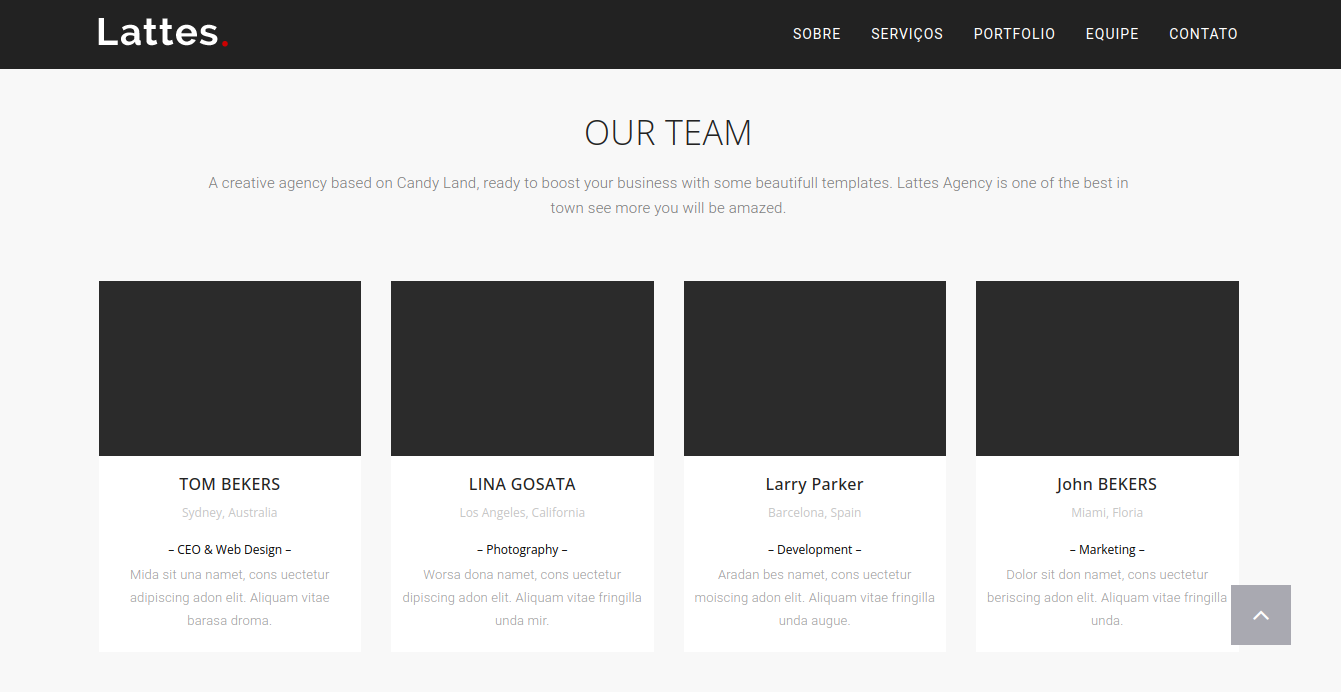 Lattes.
SOBRE SERVIÇOS PORTFOLIO EQUIPE CONTATO
OUR TEAM
A creative agency based on Candy Land, ready to boost your business with some beautifull templates. Lattes Agency is one of the best in
town see more you will be amazed.
TOM BEKERS
Sydney, Australia
– CEO & Web Design –
Mida sit una namet, cons uectetur
adipiscing adon elit. Aliquam vitae
barasa droma.
LINA GOSATA
Los Angeles, California
– Photography –
Worsa dona namet, cons uectetur
dipiscing adon elit. Aliquam vitae fringilla
unda mir.
Larry Parker
Barcelona, Spain
– Development –
Aradan bes namet, cons uectetur
moiscing adon elit. Aliquam vitae fringilla
unda augue.
John BEKERS
Miami, Floria
– Marketing –
Dolor sit don namet, cons uectetur
beriscing adon elit. Aliquam vitae fringilla
unda.